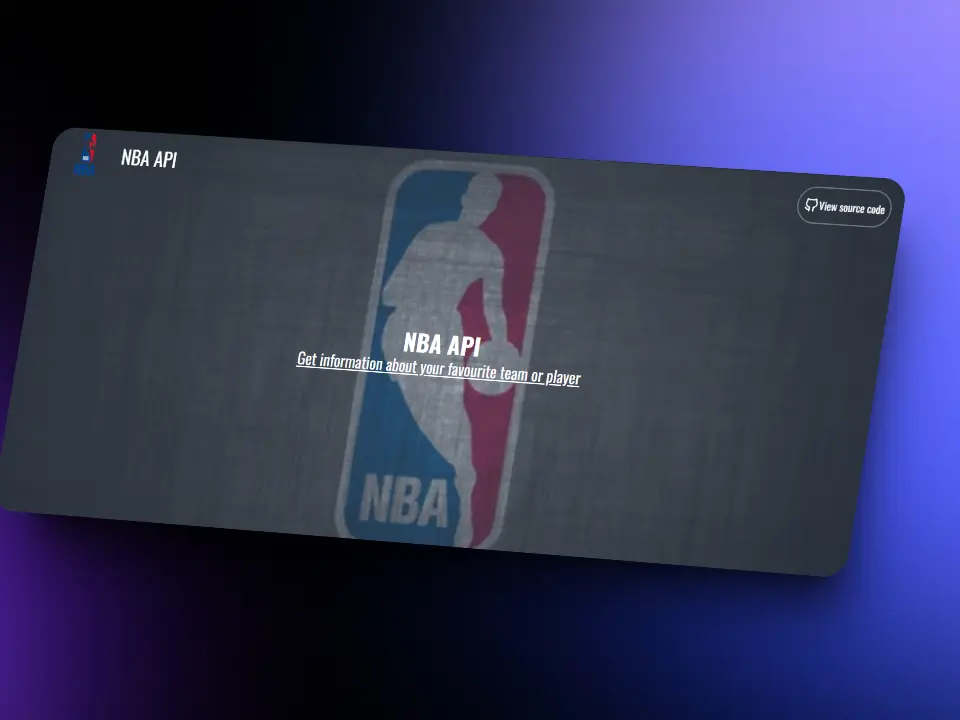 NBA API
View source code
NBA API
Get information about your favourite team or player
NBA